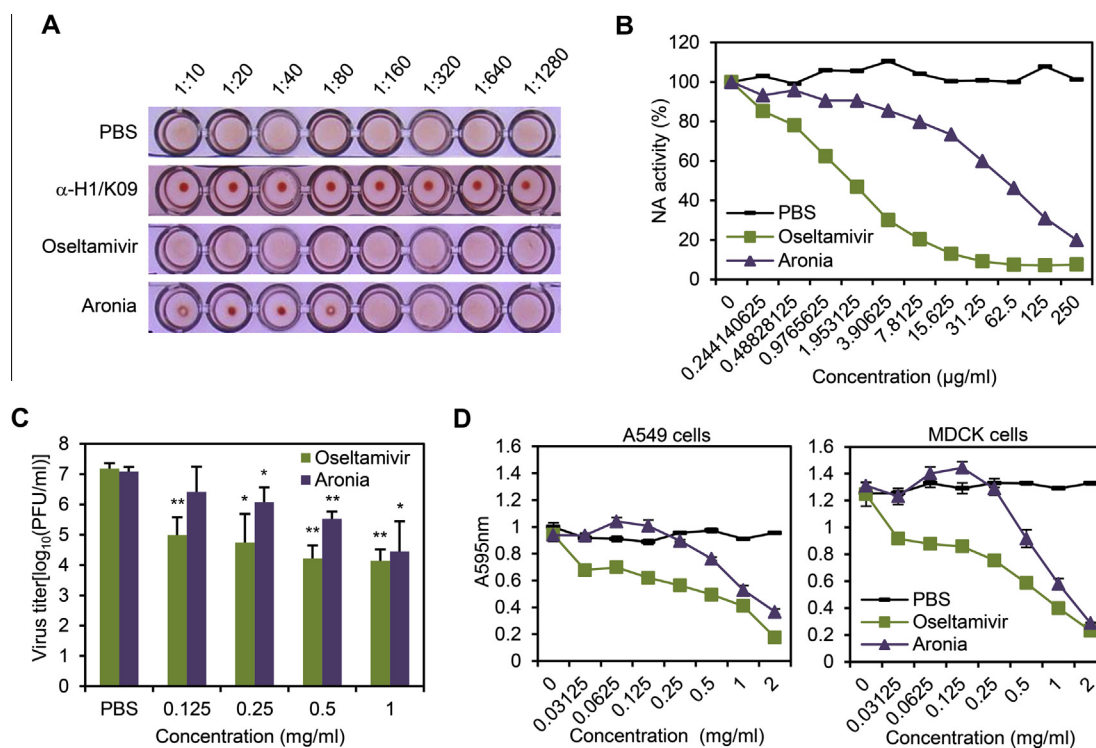 A
1:10 1:20 1:40 1:80 1:160 1:320 1:640 1:1280
PBS
α-H1/K09
Oseltamivir
Aronia
B
120
100
80
60
40
20
0
NA activity (%)
PBS
Oseltamivir
Aronia
0 0.244140625 0.48828125 0.9765625 1.953125 3.90625 7.8125 15.625 31.25 62.5 125 250
Concentration (µg/ml)
C
8
7
6
5
4
3
2
1
0
Virus titer[log10(PFU/ml)]
Oseltamivir
Aronia
** * ** ** * ** *
PBS 0.125 0.25 0.5 1
Concentration (mg/ml)
D
A549 cells
1.6
1.4
1.2
1
0.8
0.6
0.4
0.2
0
A595nm
0 0.03125 0.0625 0.125 0.25 0.5 1 2
Concentration (mg/ml)
MDCK cells
1.6
1.4
1.2
1
0.8
0.6
0.4
0.2
0
PBS
Oseltamivir
Aronia
0 0.03125 0.0625 0.125 0.25 0.5 1 2
Concentration (mg/ml)